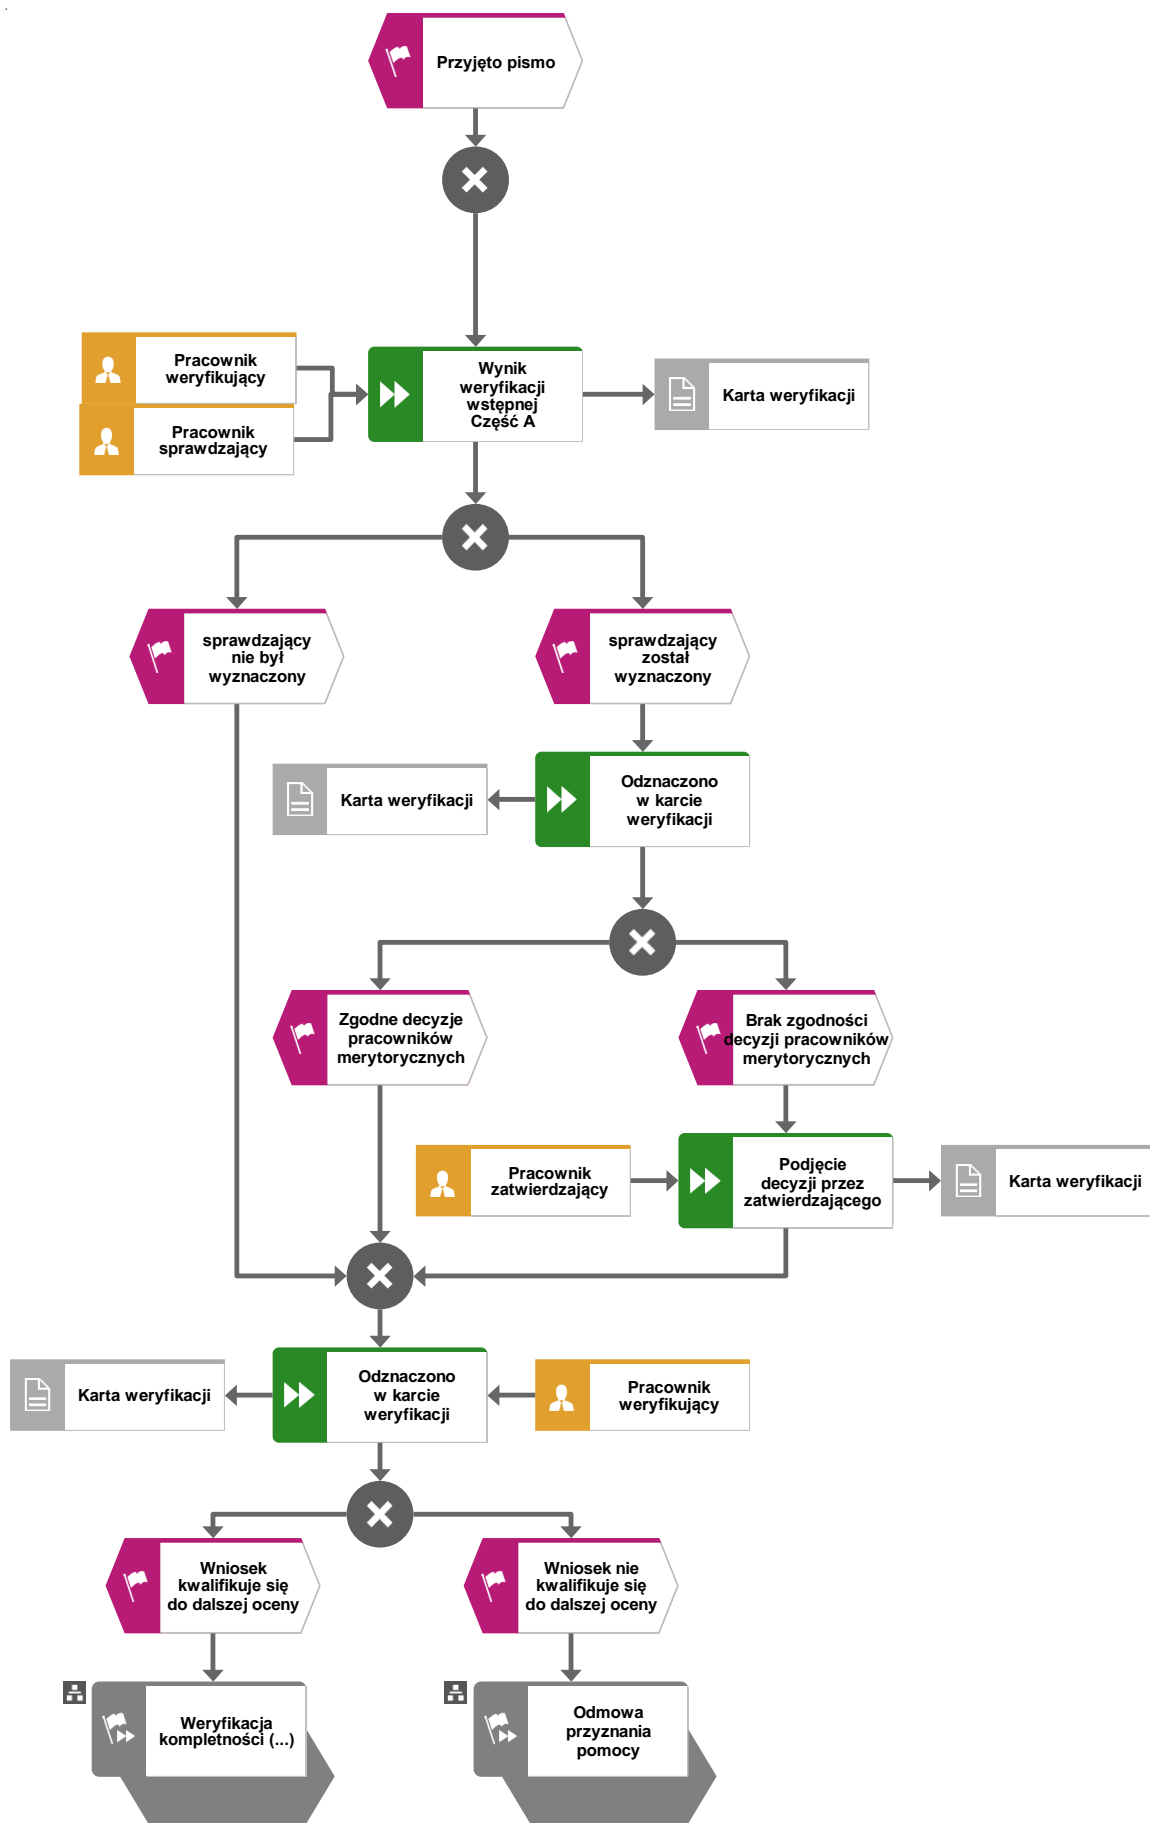 Przyjęto pismo
Pracownik
weryfikujący
Pracownik
sprawdzający
Wynik
weryfikacji
wstępnej
Część A
Karta weryfikacji
sprawdzający
nie był
wyznaczony
sprawdzający
został
wyznaczony
Karta weryfikacji
Odznaczono
w karcie
weryfikacji
Zgodne decyzje
pracowników
merytorycznych
Brak zgodności
decyzji pracowników
merytorycznych
Pracownik
zatwierdzający
Podjęcie
decyzji przez
zatwierdzającego
Karta weryfikacji
Karta weryfikacji
Odznaczono
w karcie
weryfikacji
Pracownik
weryfikujący
Wniosek
kwalifikuje się
do dalszej oceny
Wniosek nie
kwalifikuje się
do dalszej oceny
Weryfikacja
kompletności (...)
Odmowa
przyznania
pomocy